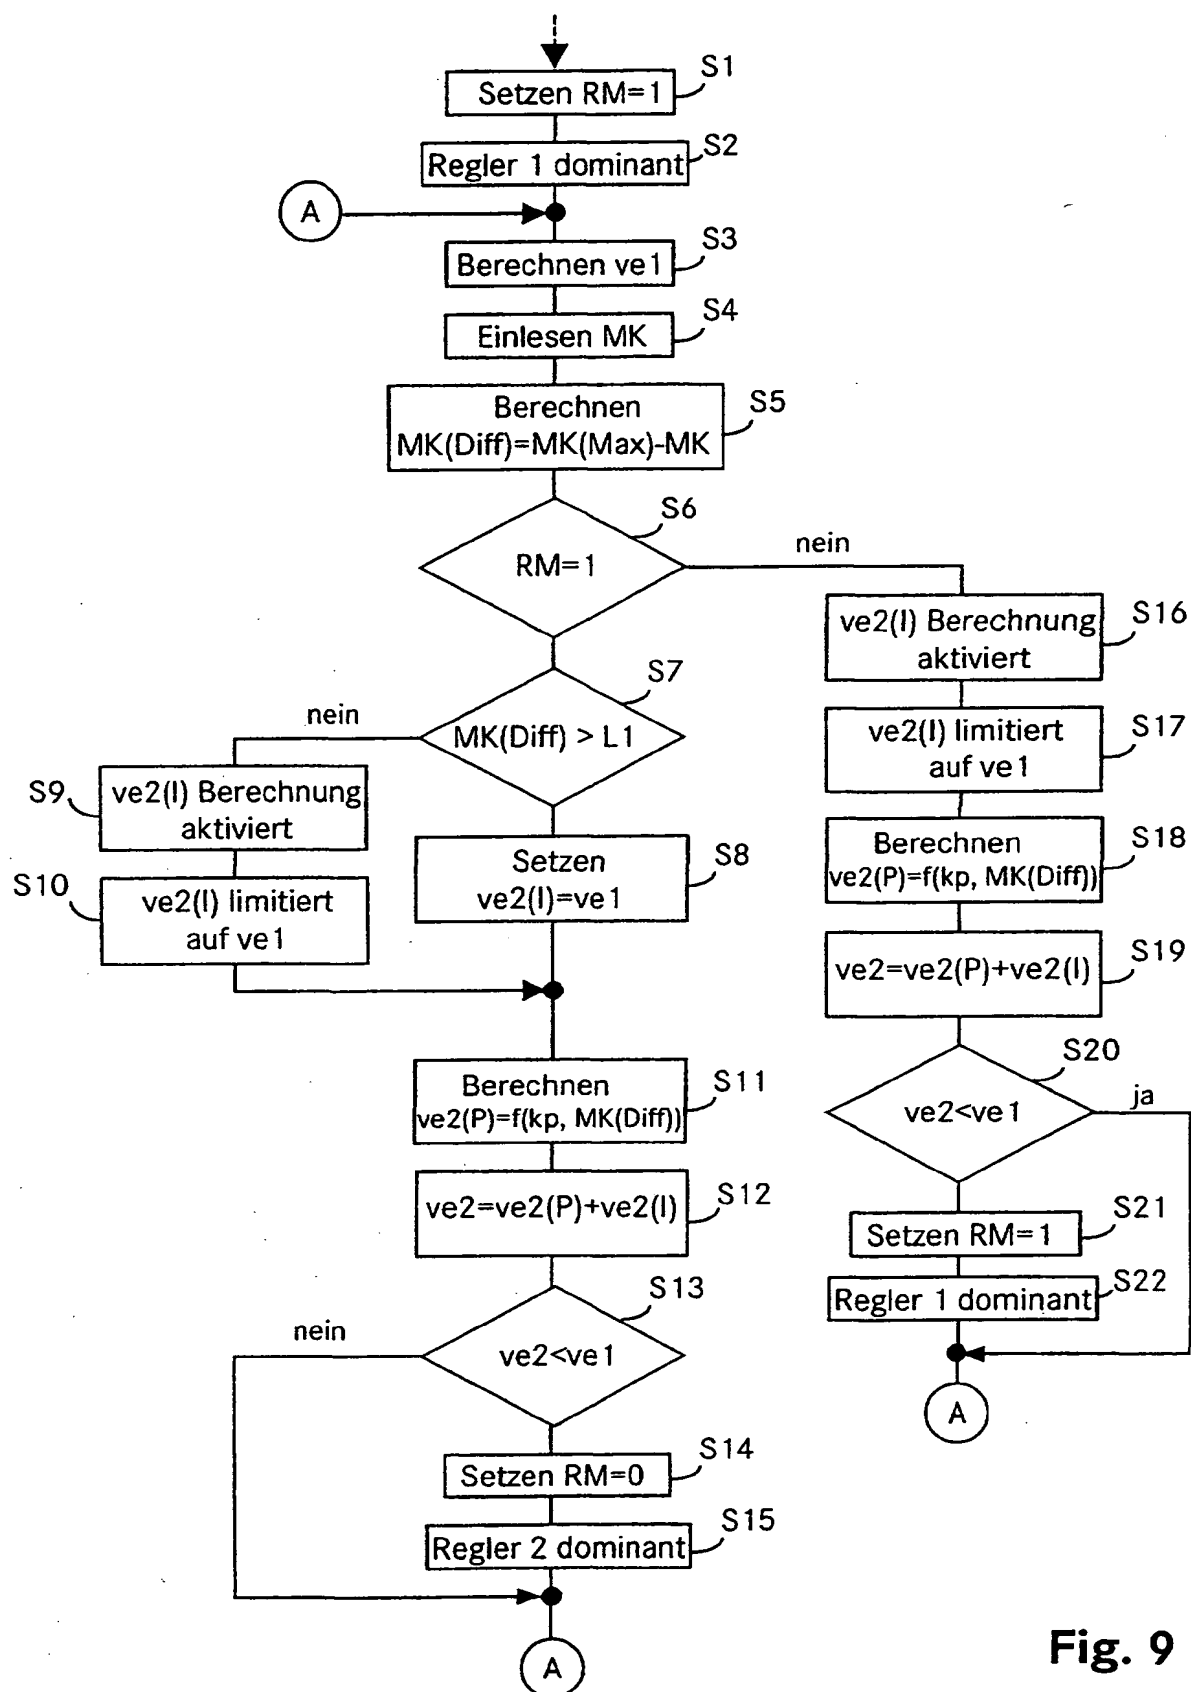 S1
Setzen RM=1
S2
Regler 1 dominant
A
S3
Berechnen ve1
S4
Einlesen MK
S5
Berechnen
MK(Diff)=MK(Max)-MK
S6
RM=1
nein
S7
MK(Diff) > L1
nein
S9
ve2(I) Berechnung
aktiviert
S10
ve2(I) limitiert
auf ve1
S8
Setzen
ve2(I)=ve1
S11
Berechnen
ve2(P)=f(kp, MK(Diff))
S12
ve2=ve2(P)+ve2(I)
S13
ve2<ve1
nein
S14
Setzen RM=0
S15
Regler 2 dominant
A
S16
ve2(I) Berechnung
aktiviert
S17
ve2(I) limitiert
auf ve1
S18
Berechnen
ve2(P)=f(kp, MK(Diff))
S19
ve2=ve2(P)+ve2(I)
S20
ve2<ve1
ja
S21
Setzen RM=1
S22
Regler 1 dominant
A
Fig. 9